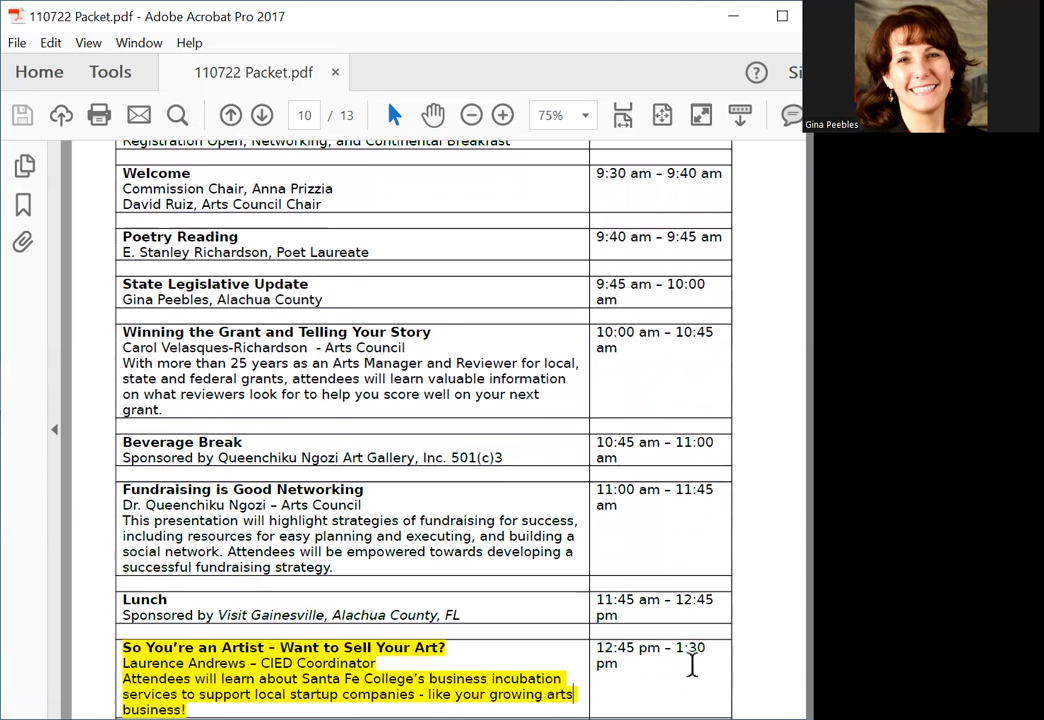 110722 Packet.pdf - Adobe Acrobat Pro 2017
File Edit View Window Help
Home Tools 110722 Packet.pdf × ? Si
10 / 13 75%
Gina Peebles
Registration Open, Networking, and Continental Breakfast
Welcome 9:30 am – 9:40 am
Commission Chair, Anna Prizzia
David Ruiz, Arts Council Chair
Poetry Reading 9:40 am – 9:45 am
E. Stanley Richardson, Poet Laureate
State Legislative Update 9:45 am – 10:00
Gina Peebles, Alachua County am
Winning the Grant and Telling Your Story 10:00 am – 10:45
Carol Velasques-Richardson - Arts Council am
With more than 25 years as an Arts Manager and Reviewer for local,
state and federal grants, attendees will learn valuable information
on what reviewers look for to help you score well on your next
grant.
Beverage Break 10:45 am – 11:00
Sponsored by Queenchiku Ngozi Art Gallery, Inc. 501(c)3 am
Fundraising is Good Networking 11:00 am – 11:45
Dr. Queenchiku Ngozi – Arts Council am
This presentation will highlight strategies of fundraising for success,
including resources for easy planning and executing, and building a
social network. Attendees will be empowered towards developing a
successful fundraising strategy.
Lunch 11:45 am – 12:45
Sponsored by Visit Gainesville, Alachua County, FL pm
So You're an Artist – Want to Sell Your Art? 12:45 pm – 1:30
Laurence Andrews – CIED Coordinator pm
Attendees will learn about Santa Fe College's business incubation
services to support local startup companies - like your growing arts
business!